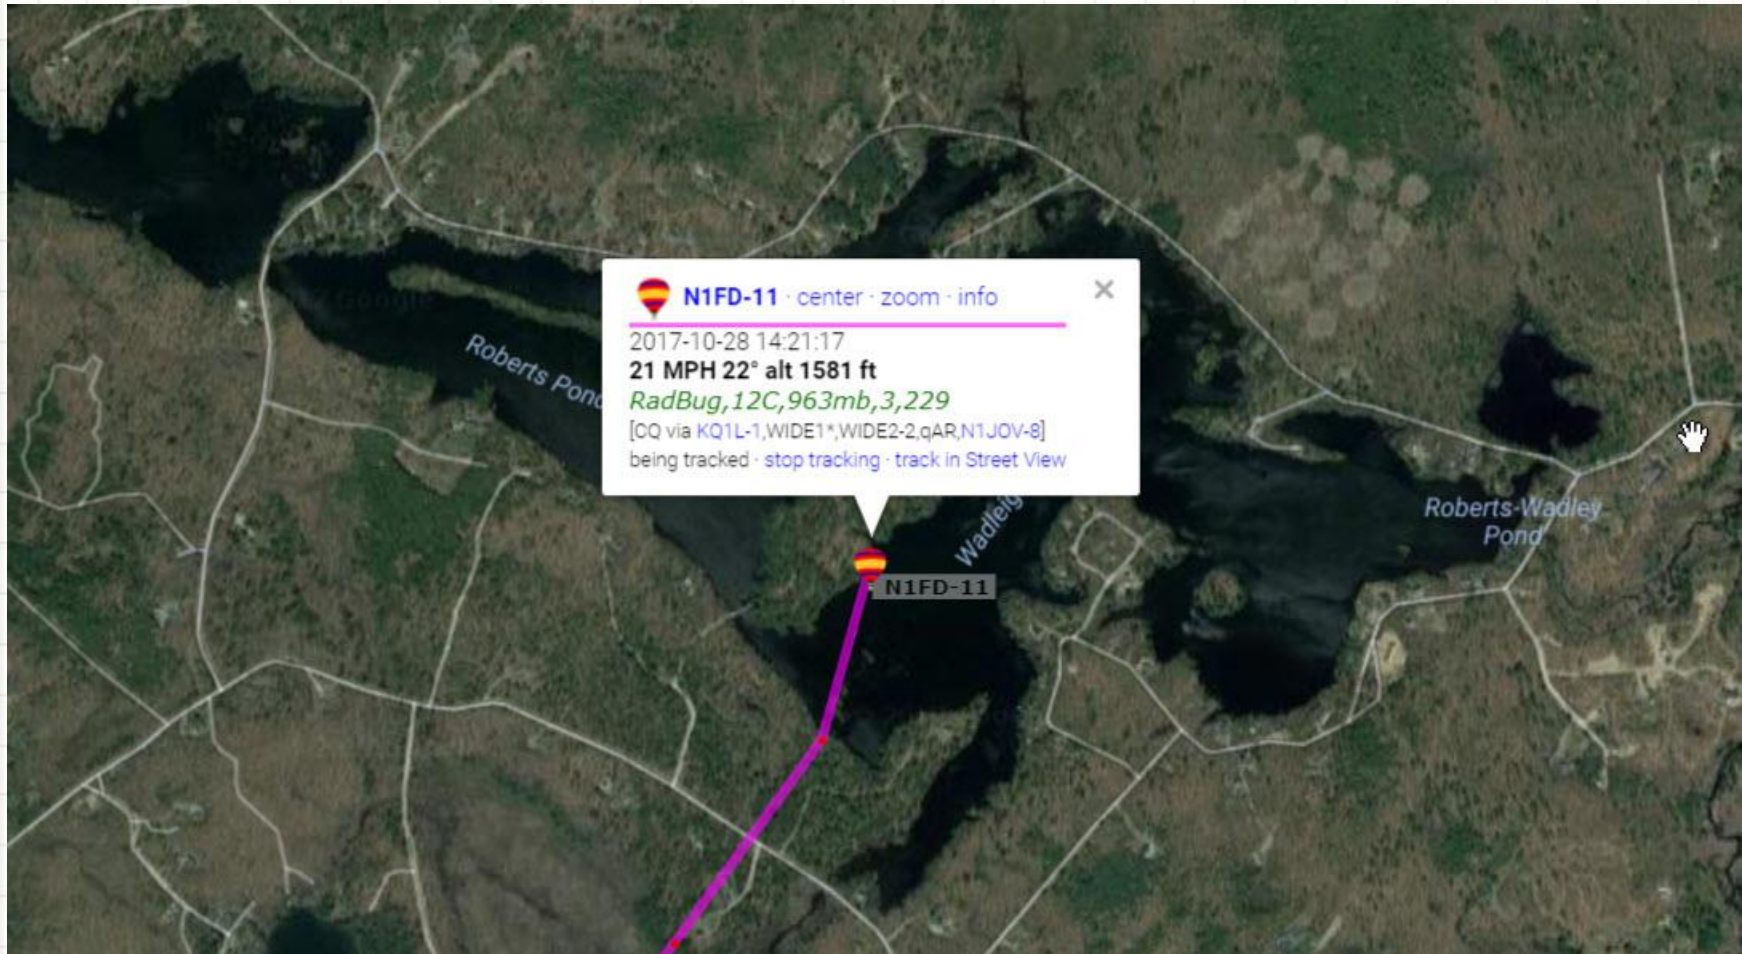 N1FD-11 · center · zoom · info
2017-10-28 14:21:17
21 MPH 22° alt 1581 ft
RadBug,12C,963mb,3,229
[CQ via KQ1L-1,WIDE1*,WIDE2-2,qAR,N1JOV-8]
being tracked · stop tracking · track in Street View
Google
Roberts Pond
Wadleig
Roberts-Wadley
Pond
N1FD-11